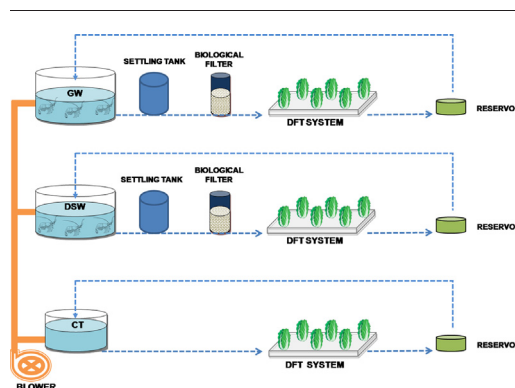 SETTLING TANK
BIOLOGICAL
FILTER
GW
DFT SYSTEM
RESERVO
SETTLING TANK
BIOLOGICAL
FILTER
DSW
DFT SYSTEM
RESERVO
CT
DFT SYSTEM
RESERVO
BLOWER